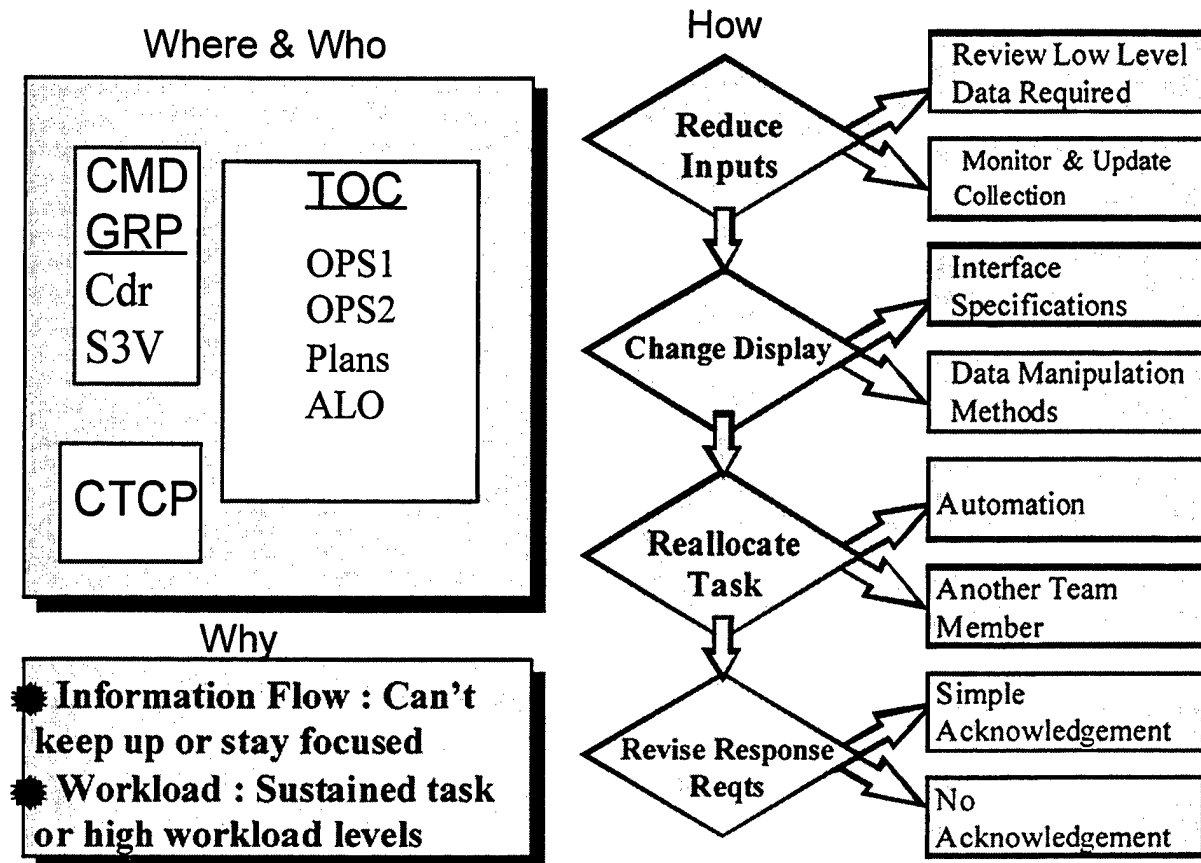 Where & Who
CMD
GRP
Cdr
S3V
TOC
OPS1
OPS2
Plans
ALO
CTCP
Why
Information Flow : Can't
keep up or stay focused
Workload : Sustained task
or high workload levels
How
Reduce
Inputs
Review Low Level
Data Required
Monitor & Update
Collection
Change Display
Interface
Specifications
Data Manipulation
Methods
Reallocate
Task
Automation
Another Team
Member
Revise Response
Reqts
Simple
Acknowledgement
No
Acknowledgement